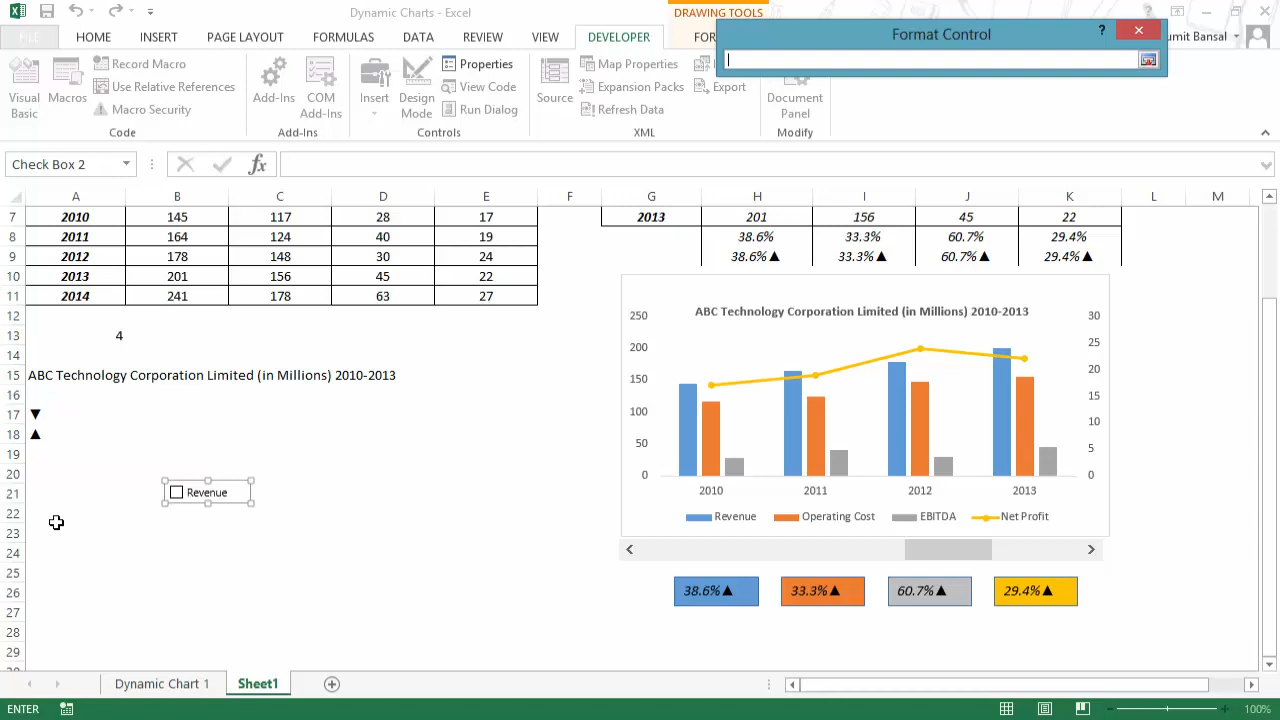 Dynamic Charts - Excel
DRAWING TOOLS
FILE HOME INSERT PAGE LAYOUT FORMULAS DATA REVIEW VIEW DEVELOPER FOR
Format Control
?
umit Bansal
Visual Basic
Macros
Record Macro
Use Relative References
Macro Security
Code
Add-Ins
COM Add-Ins
Add-Ins
Insert
Design Mode
Properties
View Code
Run Dialog
Controls
Source
Map Properties
Expansion Packs
Refresh Data
Export
XML
Document Panel
Modify
Check Box 2
fx
A B C D E F G H I J K L M
7 2010 145 117 28 17 2013 201 156 45 22
8 2011 164 124 40 19 38.6% 33.3% 60.7% 29.4%
9 2012 178 148 30 24 38.6%▲ 33.3%▲ 60.7%▲ 29.4%▲
10 2013 201 156 45 22
11 2014 241 178 63 27
12
13 4
14
15 ABC Technology Corporation Limited (in Millions) 2010-2013
16
17 ▼
18 ▲
19
20
21
22
23
24
25
26
27
28
29
Revenue
ABC Technology Corporation Limited (in Millions) 2010-2013
250
200
150
100
50
0
30
25
20
15
10
5
0
2010 2011 2012 2013
Revenue Operating Cost EBITDA Net Profit
38.6%▲ 33.3%▲ 60.7%▲ 29.4%▲
Dynamic Chart 1 Sheet1
ENTER
100%